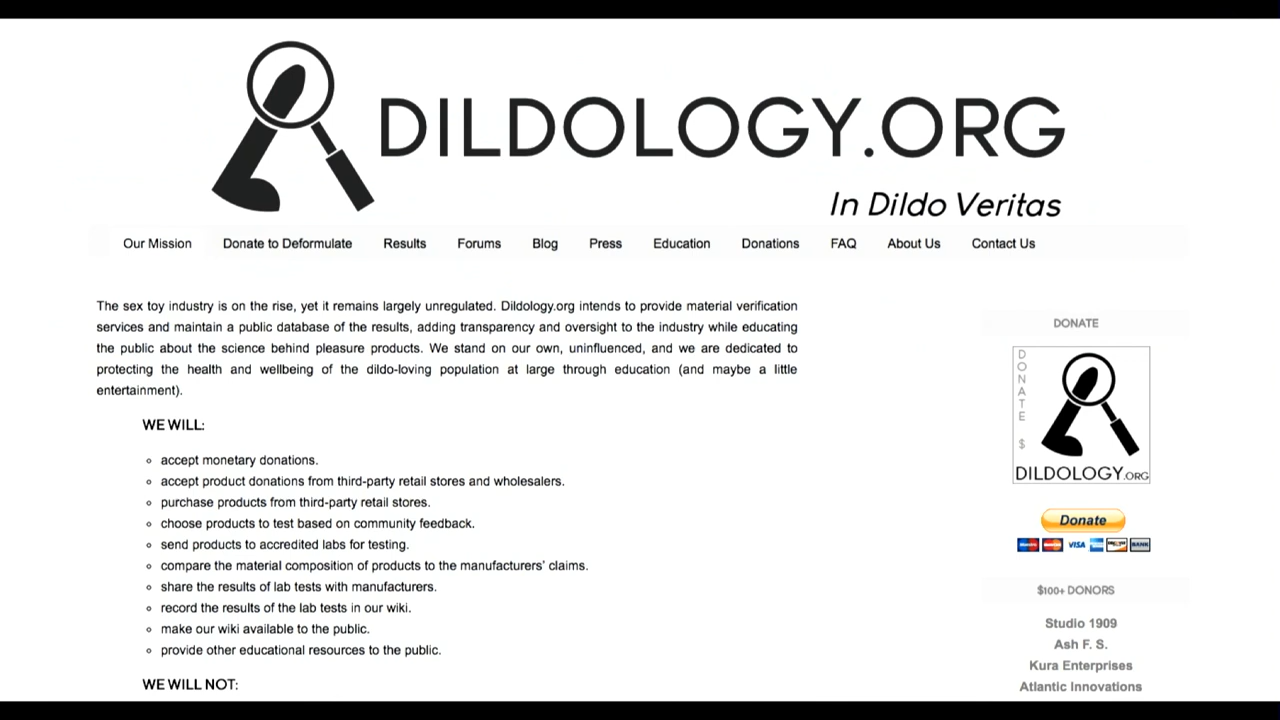 DILDOLOGY.ORG
In Dildo Veritas
Our Mission Donate to Deformulate Results Forums Blog Press Education Donations FAQ About Us Contact Us
The sex toy industry is on the rise, yet it remains largely unregulated. Dildology.org intends to provide material verification
services and maintain a public database of the results, adding transparency and oversight to the industry while educating
the public about the science behind pleasure products. We stand on our own, uninfluenced, and we are dedicated to
protecting the health and wellbeing of the dildo-loving population at large through education (and maybe a little
entertainment).
WE WILL:
accept monetary donations.
accept product donations from third-party retail stores and wholesalers.
purchase products from third-party retail stores.
choose products to test based on community feedback.
send products to accredited labs for testing.
compare the material composition of products to the manufacturers' claims.
share the results of lab tests with manufacturers.
record the results of the lab tests in our wiki.
make our wiki available to the public.
provide other educational resources to the public.
WE WILL NOT:
DONATE
DONATE $
DILDOLOGY.ORG
Donate
VISA
BANK
$100+ DONORS
Studio 1909
Ash F. S.
Kura Enterprises
Atlantic Innovations